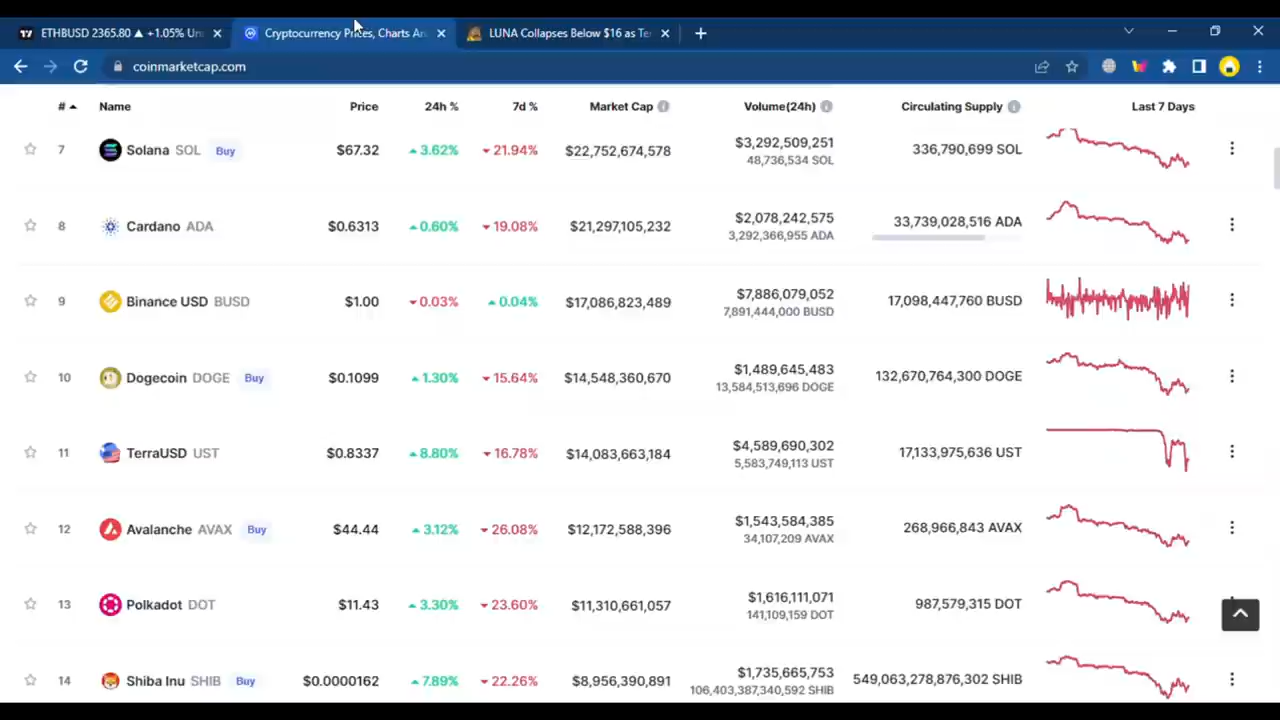 ETHBUSD 2365.80 ▲ +1.05% Un
Cryptocurrency Prices, Charts An
LUNA Collapses Below $16 as Te
coinmarketcap.com
# Name Price 24h % 7d % Market Cap Volume(24h) Circulating Supply Last 7 Days
7 Solana SOL Buy $67.32 3.62% 21.94% $22,752,674,578 $3,292,509,251 336,790,699 SOL
48,736,534 SOL
8 Cardano ADA $0.6313 0.60% 19.08% $21,297,105,232 $2,078,242,575 33,739,028,516 ADA
3,292,366,955 ADA
9 Binance USD BUSD $1.00 0.03% 0.04% $17,086,823,489 $7,886,079,052 17,098,447,760 BUSD
7,891,444,000 BUSD
10 Dogecoin DOGE Buy $0.1099 1.30% 15.64% $14,548,360,670 $1,489,645,483 132,670,764,300 DOGE
13,584,513,696 DOGE
11 TerraUSD UST $0.8337 8.80% 16.78% $14,083,663,184 $4,589,690,302 17,133,975,636 UST
5,583,749,113 UST
12 Avalanche AVAX Buy $44.44 3.12% 26.08% $12,172,588,396 $1,543,584,385 268,966,843 AVAX
34,107,209 AVAX
13 Polkadot DOT $11.43 3.30% 23.60% $11,310,661,057 $1,616,111,071 987,579,315 DOT
141,109,159 DOT
14 Shiba Inu SHIB Buy $0.0000162 7.89% 22.26% $8,956,390,891 $1,735,665,753 549,063,278,876,302 SHIB
106,403,387,340,592 SHIB